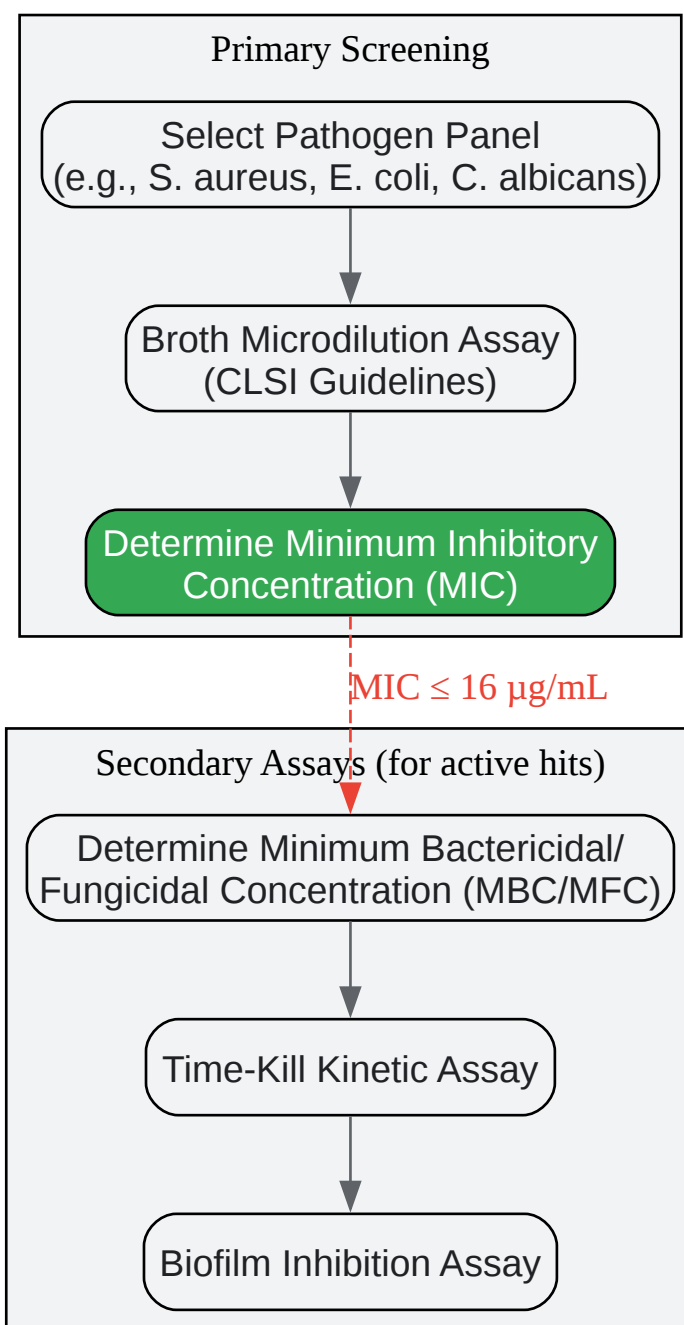 Primary Screening
Select Pathogen Panel
(e.g., S. aureus, E. coli, C. albicans)
Broth Microdilution Assay
(CLSI Guidelines)
Determine Minimum Inhibitory
Concentration (MIC)
MIC ≤ 16 µg/mL
Secondary Assays (for active hits)
Determine Minimum Bactericidal/
Fungicidal Concentration (MBC/MFC)
Time-Kill Kinetic Assay
Biofilm Inhibition Assay